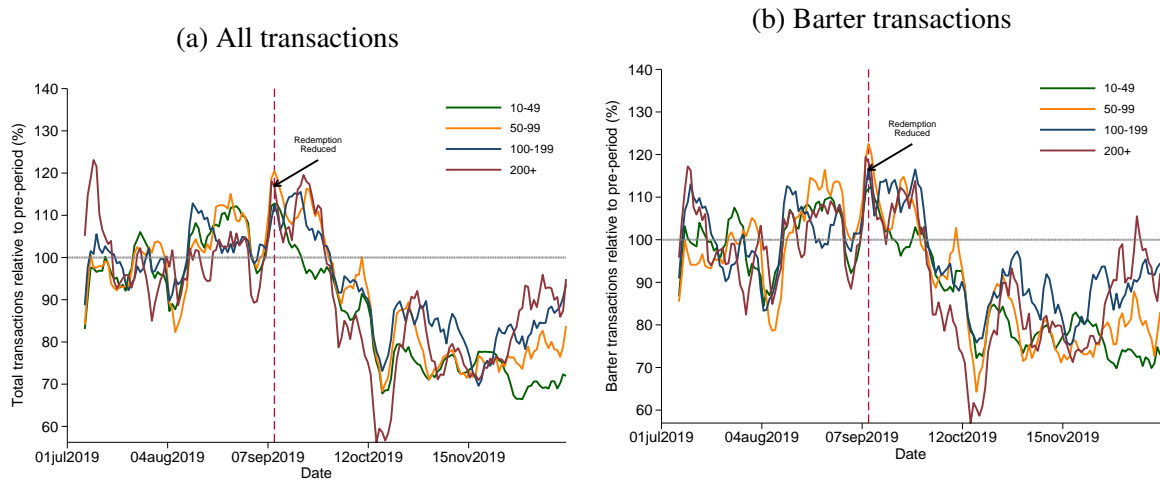 (a) All transactions
Total transactions relative to pre-period (%)
140
130
120
110
100
90
80
70
60
10-49
50-99
100-199
200+
Redemption
Reduced
01jul2019
04aug2019
07sep2019
12oct2019
15nov2019
Date
(b) Barter transactions
Barter transactions relative to pre-period (%)
140
130
120
110
100
90
80
70
60
10-49
50-99
100-199
200+
Redemption
Reduced
01jul2019
04aug2019
07sep2019
12oct2019
15nov2019
Date